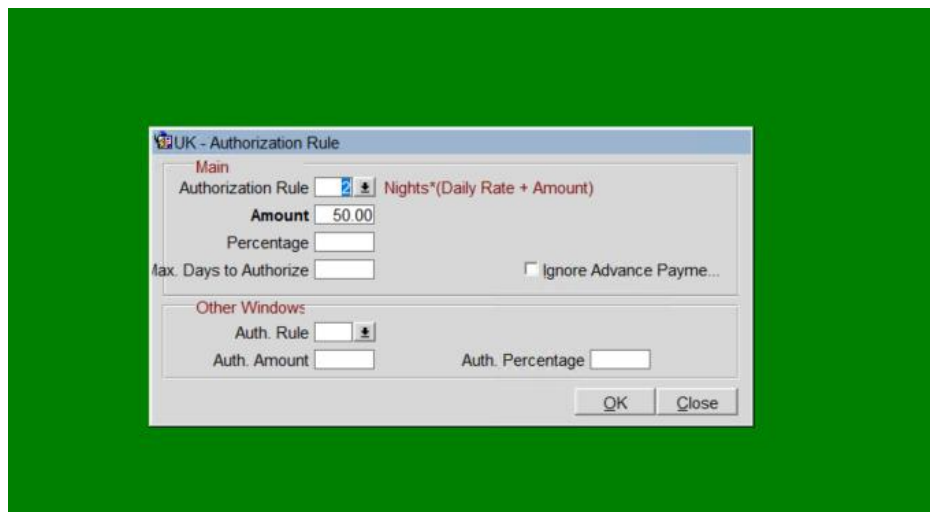 UK - Authorization Rule
Main
Authorization Rule 2 Nights*(Daily Rate + Amount)
Amount 50.00
Percentage
Max. Days to Authorize Ignore Advance Payme...
Other Windows
Auth. Rule
Auth. Amount Auth. Percentage
OK Close